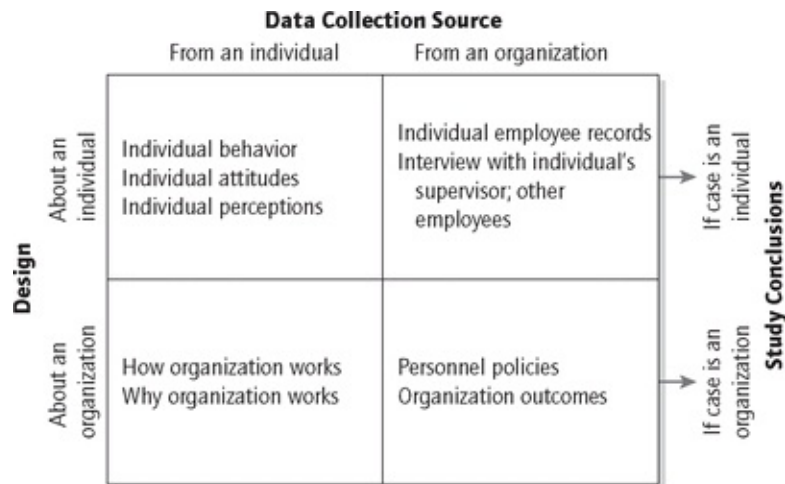 Data Collection Source
From an individual
From an organization
About an
individual
Individual behavior
Individual attitudes
Individual perceptions
Individual employee records
Interview with individual's
supervisor; other
employees
If case is an
individual
Design
Study Conclusions
About an
organization
How organization works
Why organization works
Personnel policies
Organization outcomes
If case is an
organization